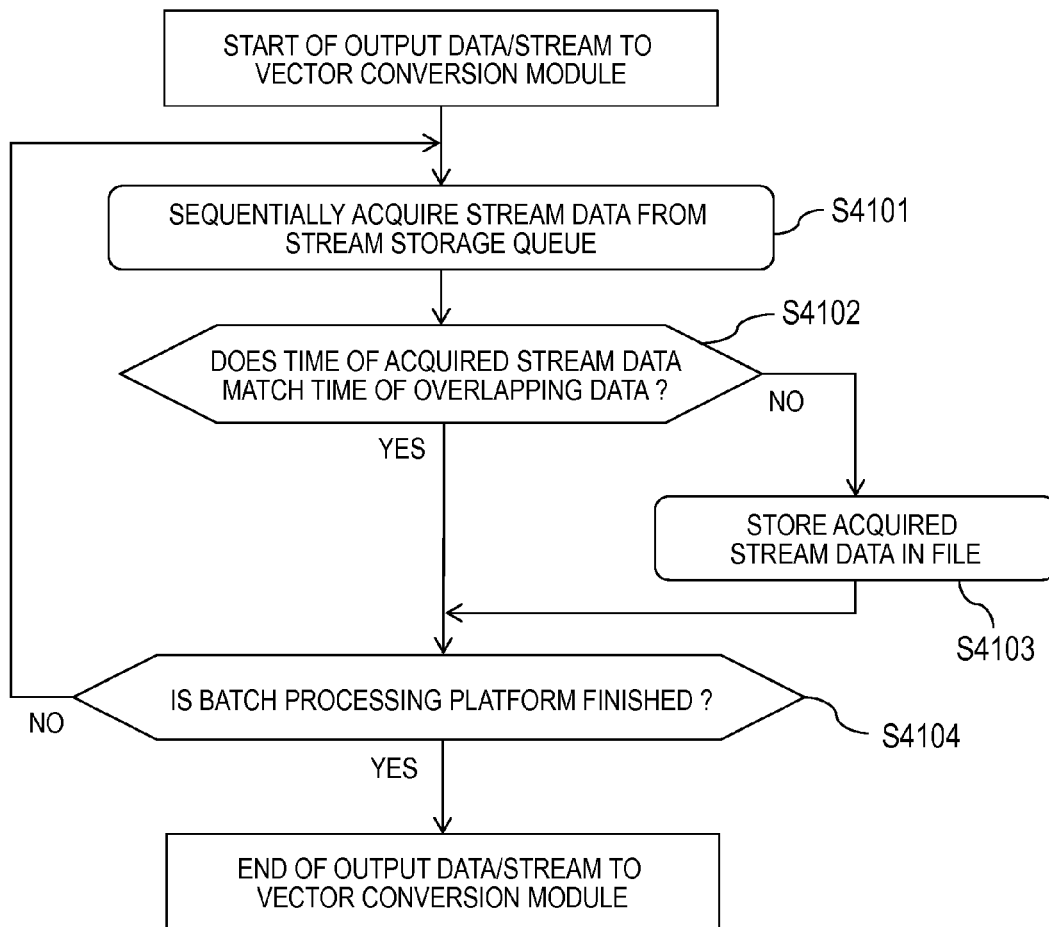 START OF OUTPUT DATA/STREAM TO
VECTOR CONVERSION MODULE
SEQUENTIALLY ACQUIRE STREAM DATA FROM
STREAM STORAGE QUEUE
S4101
S4102
DOES TIME OF ACQUIRED STREAM DATA
MATCH TIME OF OVERLAPPING DATA ?
NO
YES
STORE ACQUIRED
STREAM DATA IN FILE
S4103
IS BATCH PROCESSING PLATFORM FINISHED ?
NO
S4104
YES
END OF OUTPUT DATA/STREAM TO
VECTOR CONVERSION MODULE